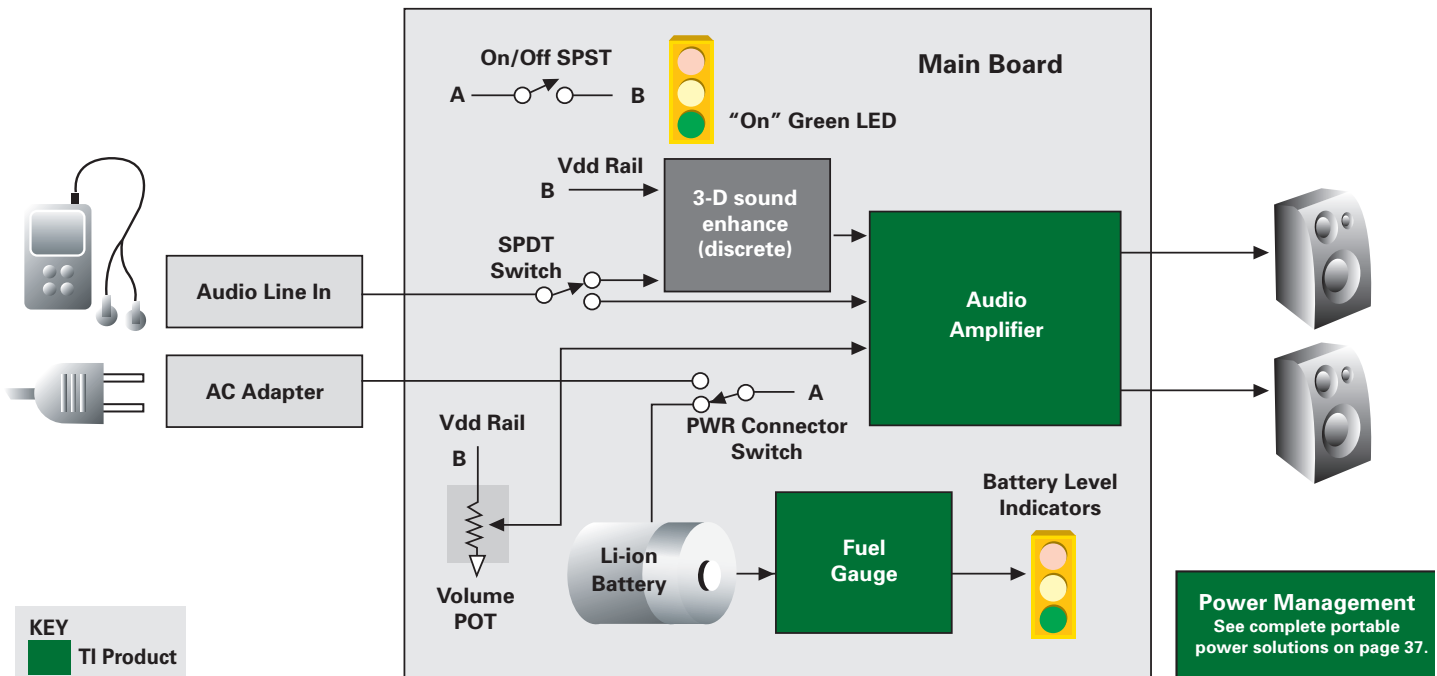 On/Off SPST
A
B
Main Board
“On” Green LED
Vdd Rail
B
3-D sound
enhance
(discrete)
SPDT
Switch
Audio Line In
Audio
Amplifier
AC Adapter
A
PWR Connector
Switch
Vdd Rail
B
Battery Level
Indicators
Li-ion
Battery
Fuel
Gauge
Volume
POT
KEY
TI Product
Power Management
See complete portable
power solutions on page 37.